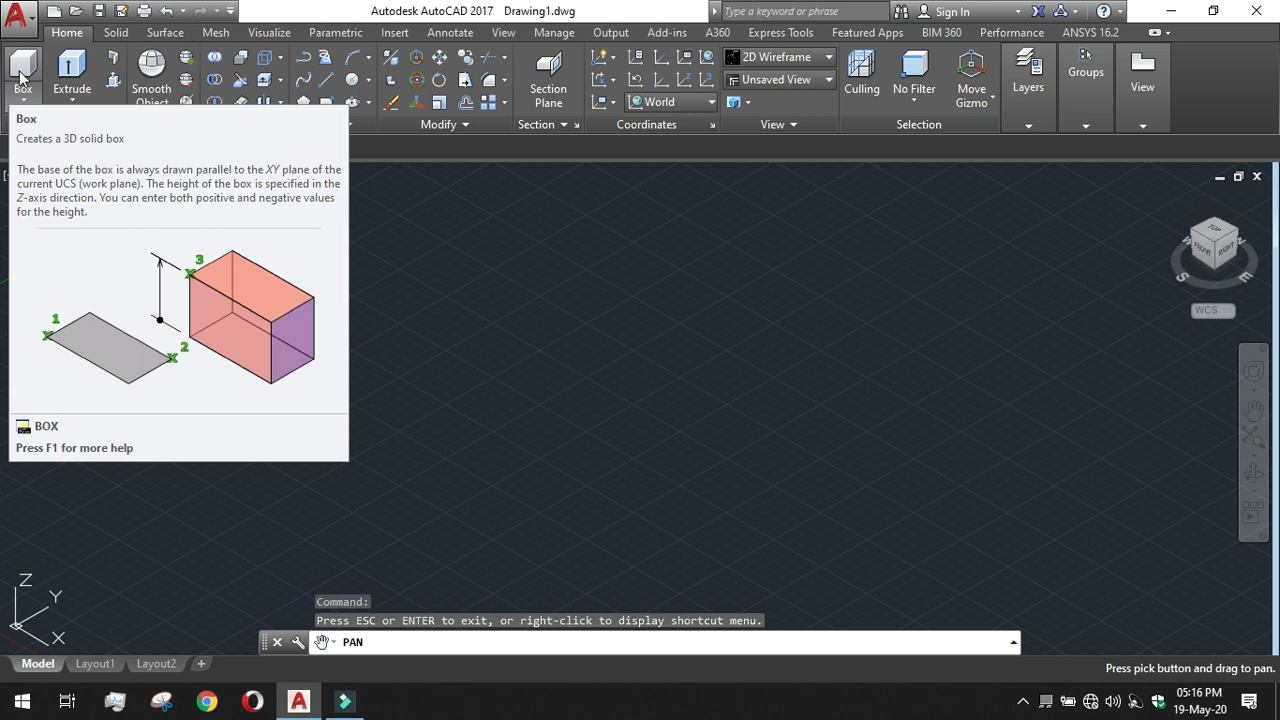 Autodesk AutoCAD 2017 Drawing1.dwg
Type a keyword or phrase
Sign In
Home Solid Surface Mesh Visualize Parametric Insert Annotate View Manage Output Add-ins A360 Express Tools Featured Apps BIM 360 Performance ANSYS 16.2
Box
Extrude
Smooth
Object
Section
Plane
2D Wireframe
Unsaved View
World
Culling
No Filter
Move
Gizmo
Layers
Groups
View
Modify
Section
Coordinates
View
Selection
Box
Creates a 3D solid box
The base of the box is always drawn parallel to the XY plane of the
current UCS (work plane). The height of the box is specified in the
Z-axis direction. You can enter both positive and negative values
for the height.
3
1
2
BOX
Press F1 for more help
TOP
FRONT
RIGHT
W
N
S
E
WCS
Z
Y
X
Command:
Press ESC or ENTER to exit, or right-click to display shortcut menu.
PAN
Model Layout1 Layout2 +
Press pick button and drag to pan.
05:16 PM
19-May-20